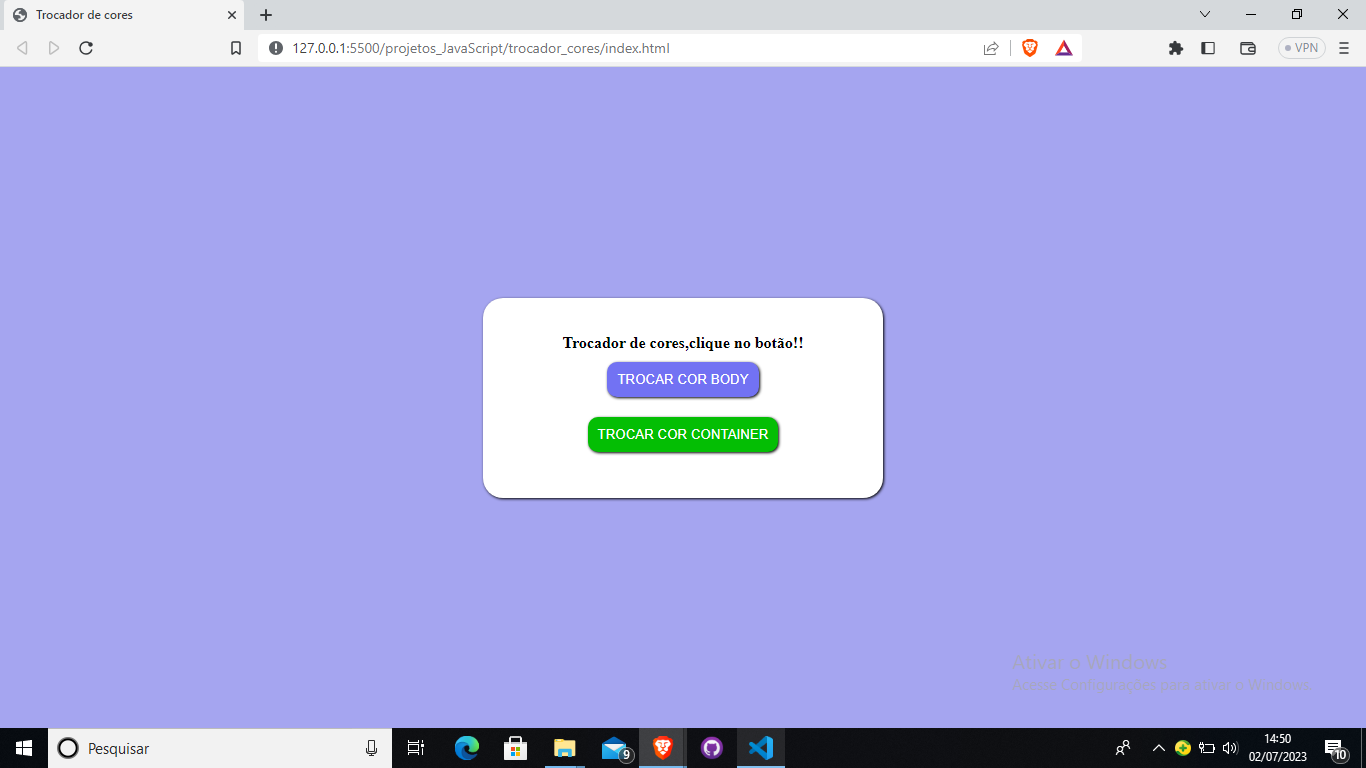 Trocador de cores
127.0.0.1:5500/projetos_JavaScript/trocador_cores/index.html
VPN
Trocador de cores,clique no botão!!
TROCAR COR BODY
TROCAR COR CONTAINER
Ativar o Windows
Acesse Configurações para ativar o Windows.
Pesquisar
9
14:50
02/07/2023
10